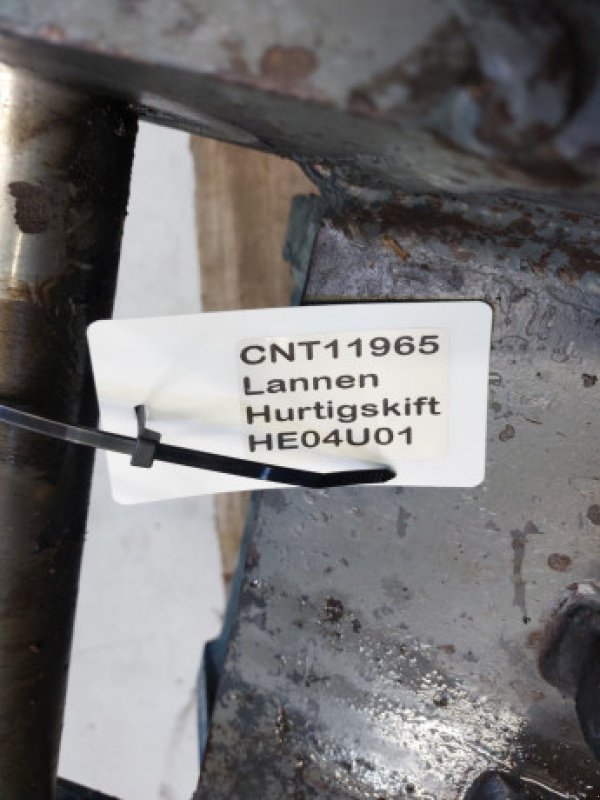 CNT11965
Lannen
Hurtigskift
HE04U01